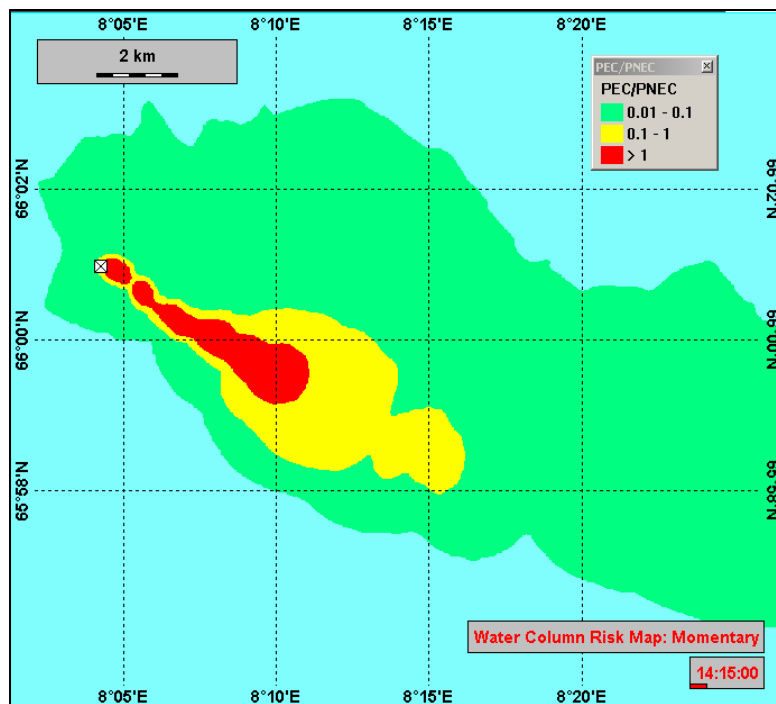 8°05'E 8°10'E 8°15'E 8°20'E
2 km
PEC/PNEC
PEC/PNEC
0.01 - 0.1
0.1 - 1
> 1
66°02'N 66°02'N
66°00'N 66°00'N
65°58'N 65°58'N
Water Column Risk Map: Momentary
14:15:00
8°05'E 8°10'E 8°15'E 8°20'E